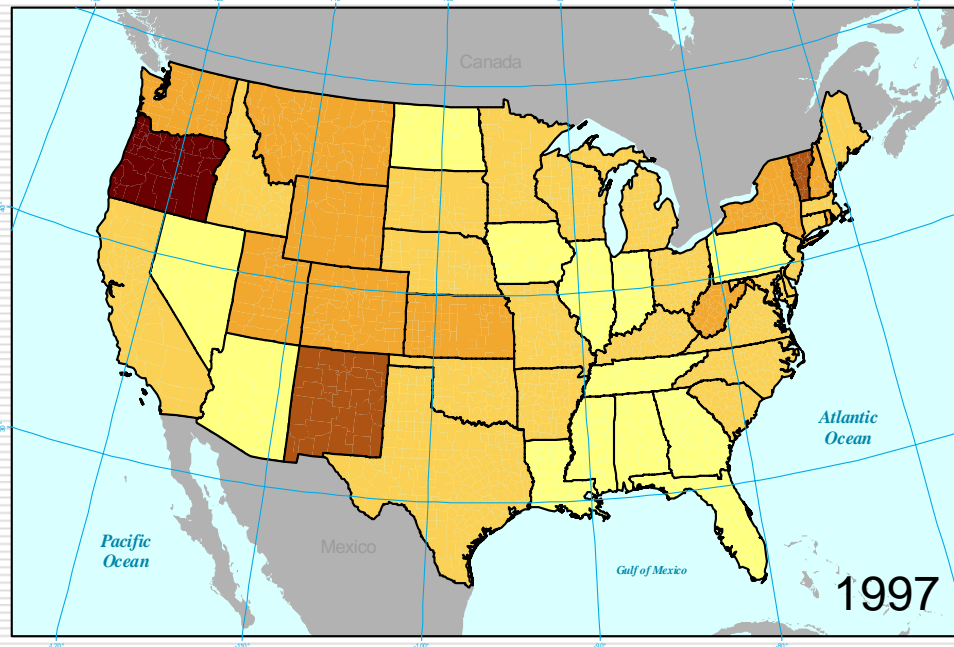 Canada
Atlantic
Ocean
Pacific
Ocean
Mexico
Gulf of Mexico
1997